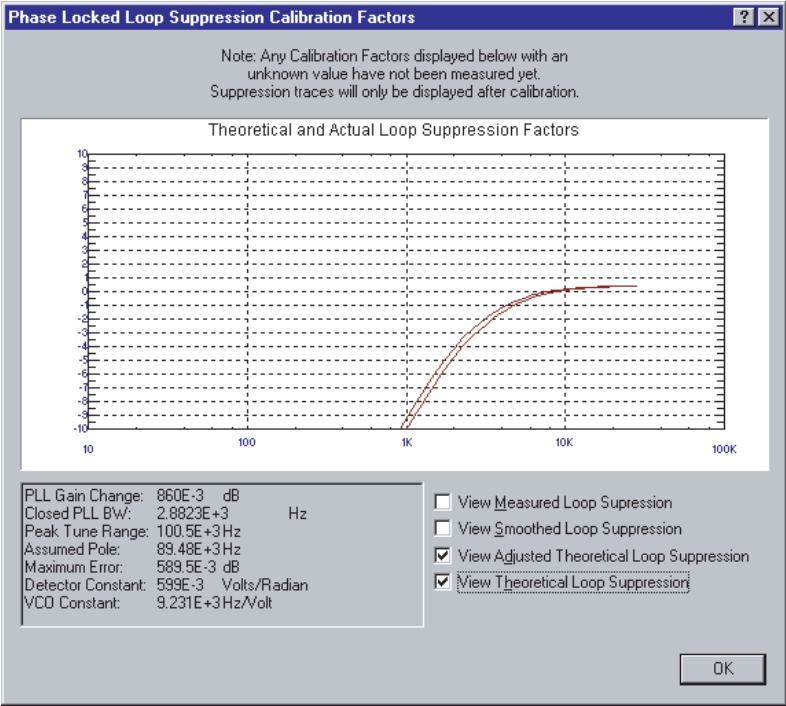 Phase Locked Loop Suppression Calibration Factors
Note: Any Calibration Factors displayed below with an
unknown value have not been measured yet.
Suppression traces will only be displayed after calibration.
Theoretical and Actual Loop Suppression Factors
10
9
8
7
6
5
4
3
2
1
0
-1
-2
-3
-4
-5
-6
-7
-8
-9
-10
10
100
1K
10K
100K
PLL Gain Change: 860E-3 dB
Closed PLL BW: 2.8823E+3 Hz
Peak Tune Range: 100.5E+3 Hz
Assumed Pole: 89.48E+3 Hz
Maximum Error: 589.5E-3 dB
Detector Constant: 599E-3 Volts/Radian
VCO Constant: 9.231E+3 Hz/Volt
View Measured Loop Supression
View Smoothed Loop Suppression
View Adjusted Theoretical Loop Suppression
View Theoretical Loop Suppression
OK